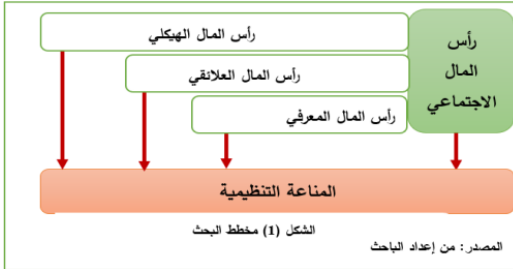 رأس
المال
الاجتماعي
رأس المال الهيكلي
رأس المال العلائقي
رأس المال المعرفي
المناعة التنظيمية
الشكل (1) مخطط البحث
المصدر: من إعداد الباحث